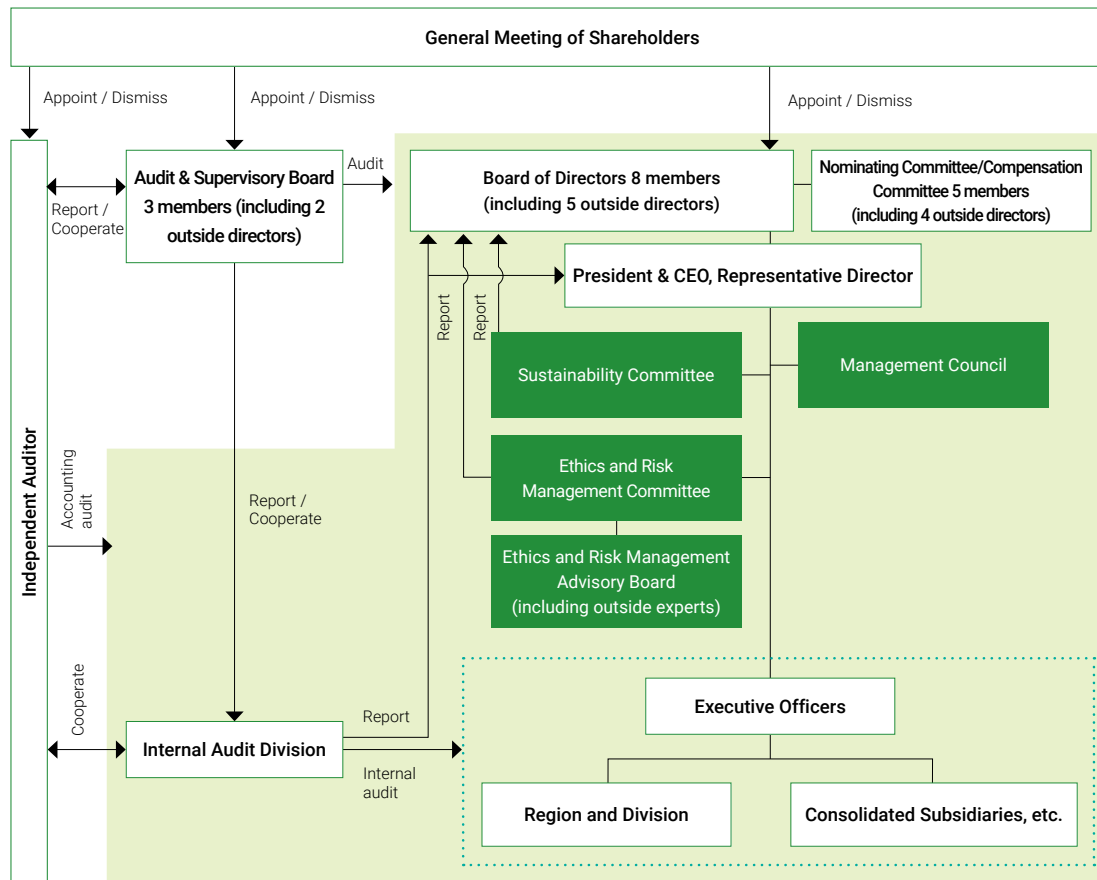 General Meeting of Shareholders
Appoint / Dismiss
Appoint / Dismiss
Appoint / Dismiss
Independent Auditor
Report /
Cooperate
Audit & Supervisory Board
3 members (including 2
outside directors)
Audit
Board of Directors 8 members
(including 5 outside directors)
Nominating Committee/Compensation
Committee 5 members
(including 4 outside directors)
President & CEO, Representative Director
Report
Report
Sustainability Committee
Management Council
Ethics and Risk
Management Committee
Ethics and Risk Management
Advisory Board
(including outside experts)
Accounting
audit
Report /
Cooperate
Cooperate
Internal Audit Division
Report
Internal
audit
Executive Officers
Region and Division
Consolidated Subsidiaries, etc.